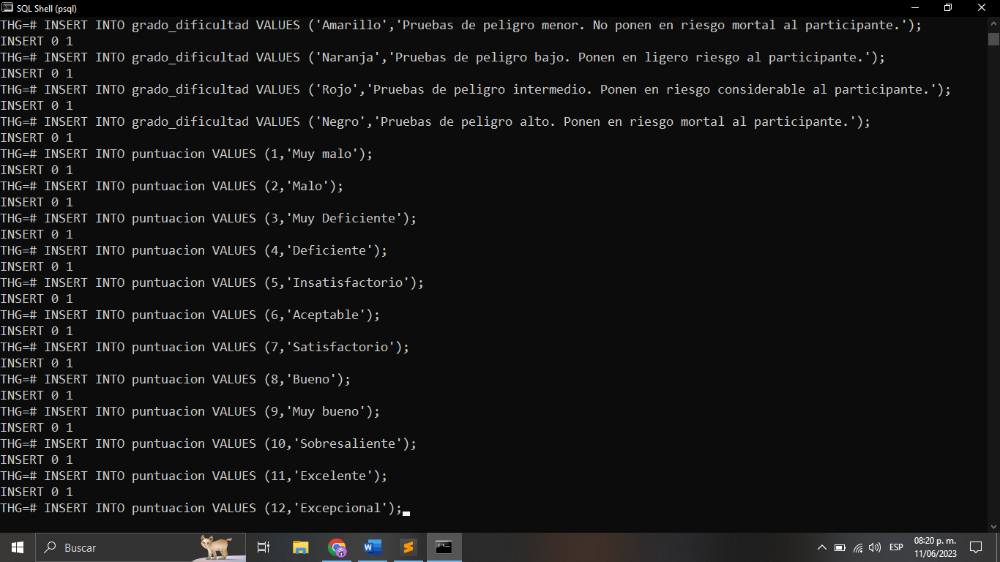 SQL Shell (psql)
THG=# INSERT INTO grado_dificultad VALUES ('Amarillo','Pruebas de peligro menor. No ponen en riesgo mortal al participante.');
INSERT 0 1
THG=# INSERT INTO grado_dificultad VALUES ('Naranja','Pruebas de peligro bajo. Ponen en ligero riesgo al participante.');
INSERT 0 1
THG=# INSERT INTO grado_dificultad VALUES ('Rojo','Pruebas de peligro intermedio. Ponen en riesgo considerable al participante.');
INSERT 0 1
THG=# INSERT INTO grado_dificultad VALUES ('Negro','Pruebas de peligro alto. Ponen en riesgo mortal al participante.');
INSERT 0 1
THG=# INSERT INTO puntuacion VALUES (1,'Muy malo');
INSERT 0 1
THG=# INSERT INTO puntuacion VALUES (2,'Malo');
INSERT 0 1
THG=# INSERT INTO puntuacion VALUES (3,'Muy Deficiente');
INSERT 0 1
THG=# INSERT INTO puntuacion VALUES (4,'Deficiente');
INSERT 0 1
THG=# INSERT INTO puntuacion VALUES (5,'Insatisfactorio');
INSERT 0 1
THG=# INSERT INTO puntuacion VALUES (6,'Aceptable');
INSERT 0 1
THG=# INSERT INTO puntuacion VALUES (7,'Satisfactorio');
INSERT 0 1
THG=# INSERT INTO puntuacion VALUES (8,'Bueno');
INSERT 0 1
THG=# INSERT INTO puntuacion VALUES (9,'Muy bueno');
INSERT 0 1
THG=# INSERT INTO puntuacion VALUES (10,'Sobresaliente');
INSERT 0 1
THG=# INSERT INTO puntuacion VALUES (11,'Excelente');
INSERT 0 1
THG=# INSERT INTO puntuacion VALUES (12,'Excepcional');
Buscar
ESP
08:20 p. m.
11/06/2023